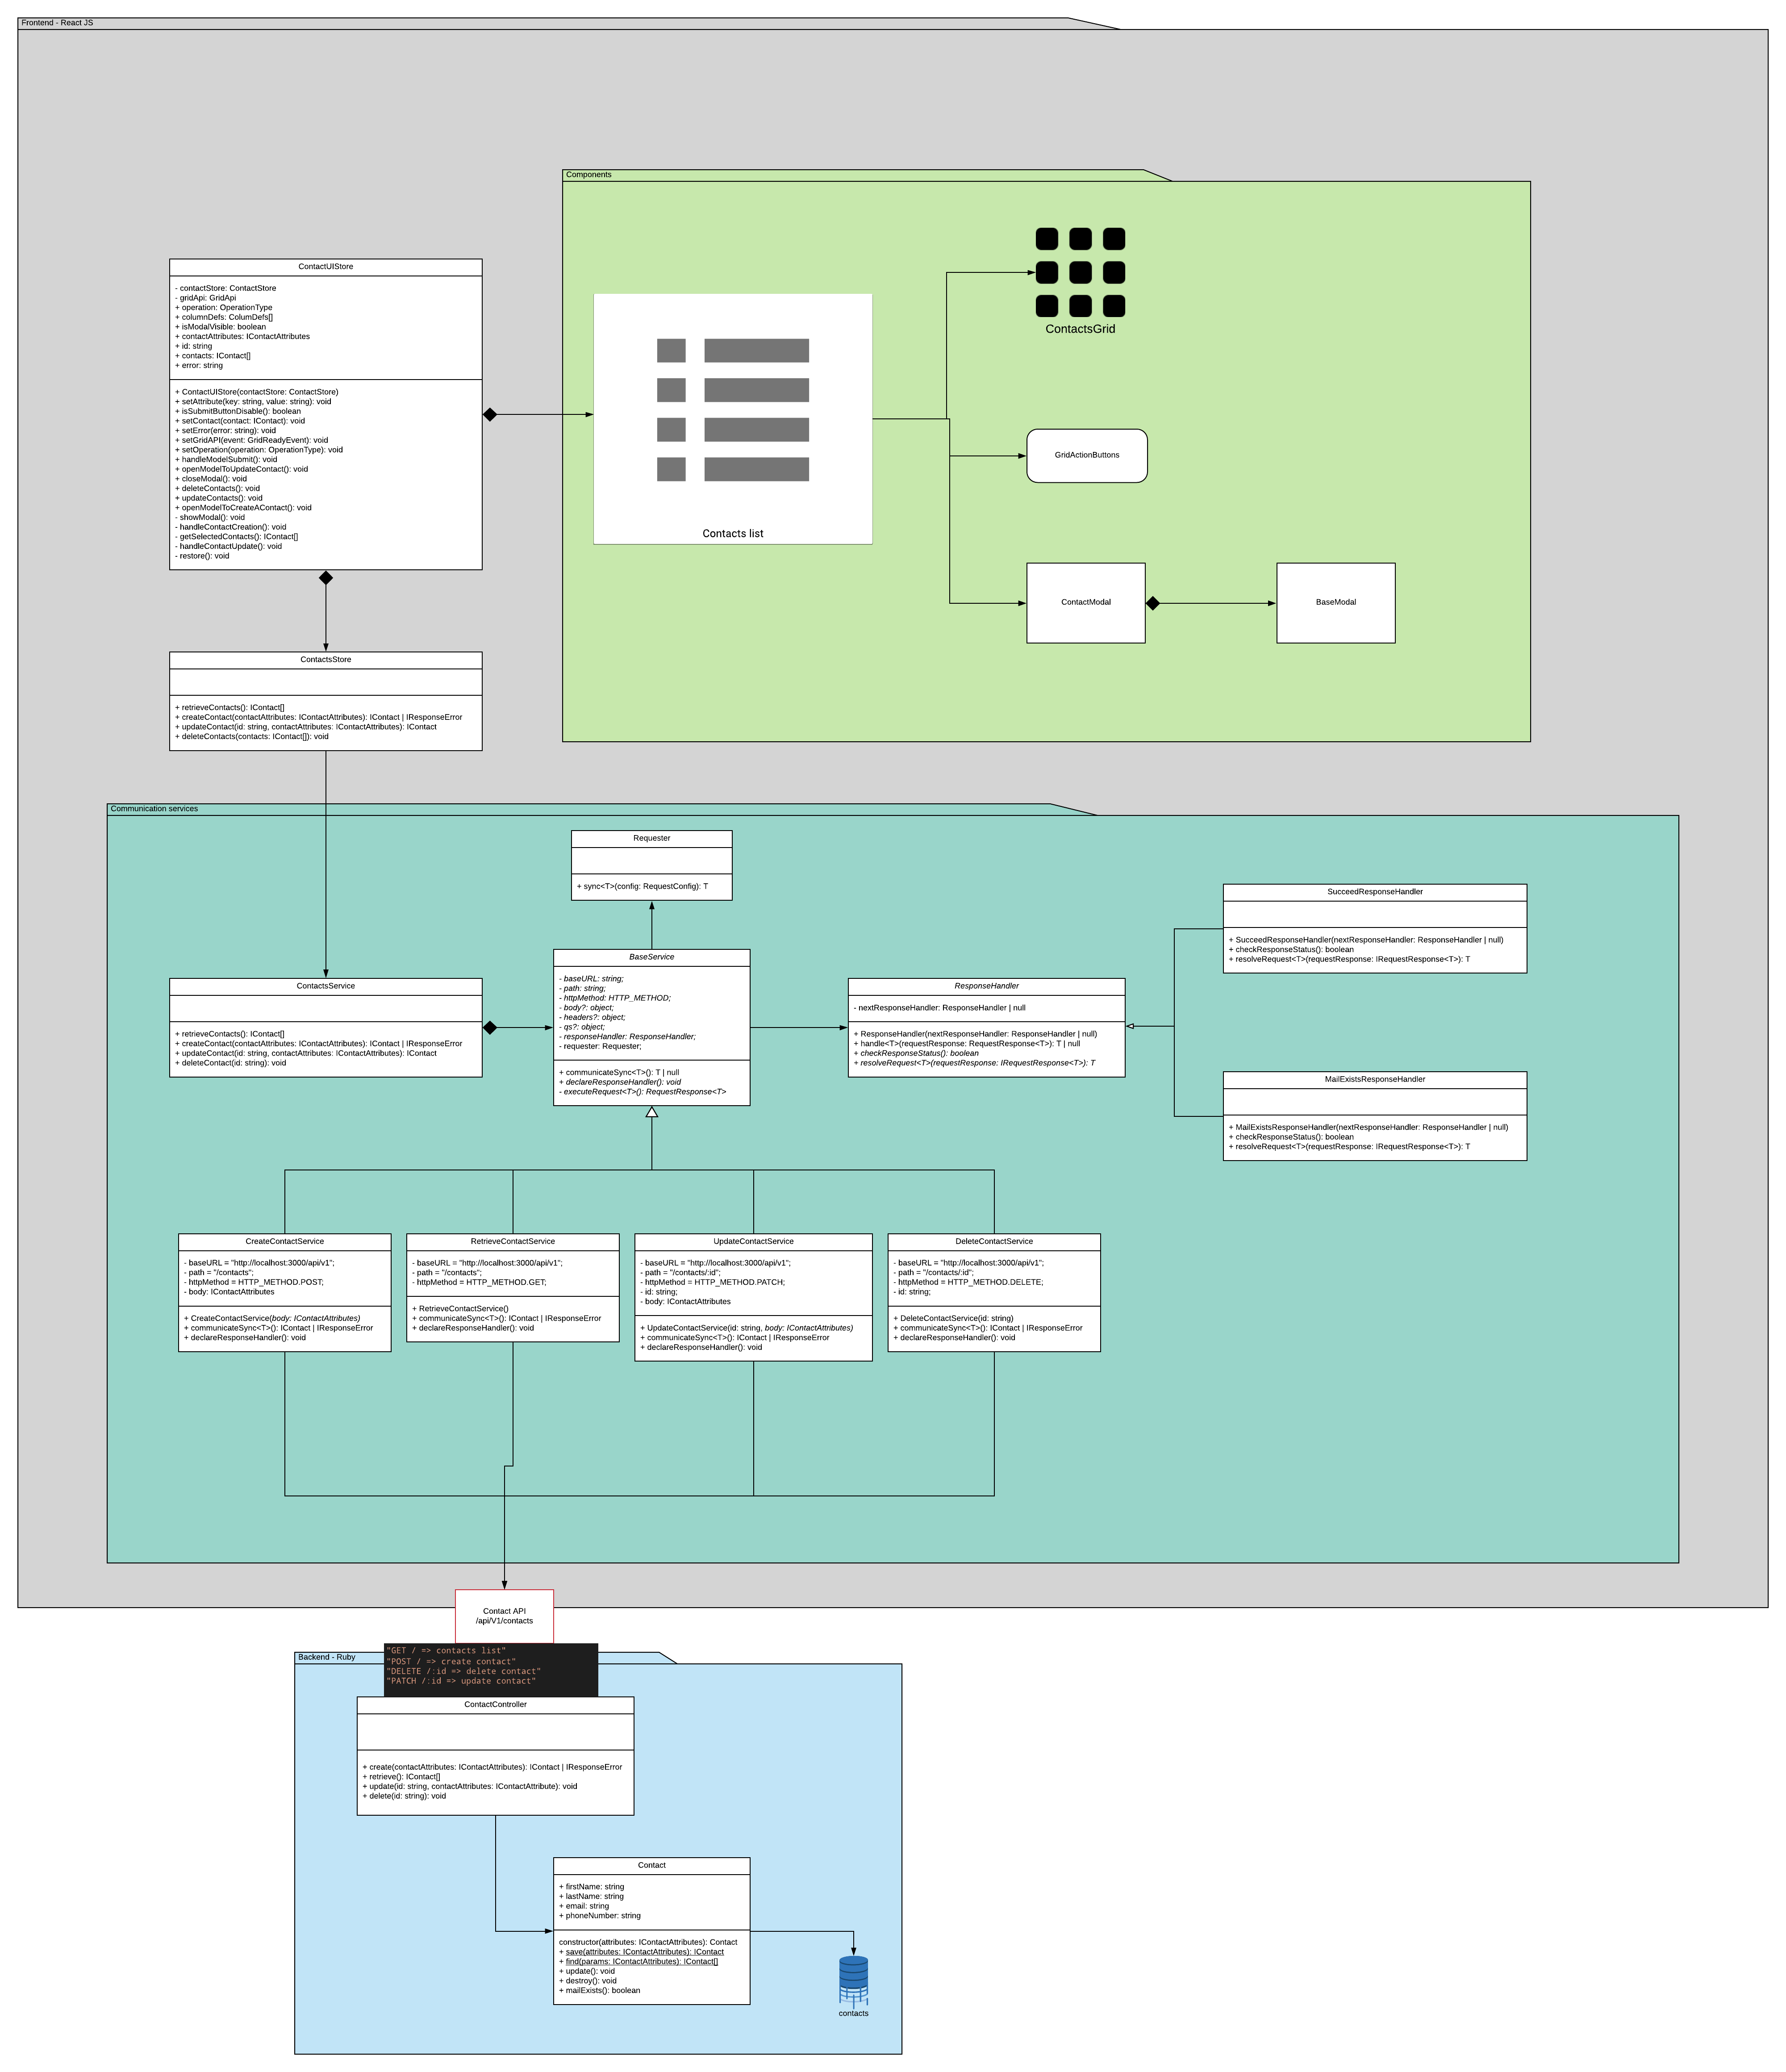 Frontend - React JS
Components
ContactsGrid
ContactUIStore
- contactStore: ContactStore
- gridApi: GridApi
+ operation: OperationType
+ columnDefs: ColumDefs[]
+ isModalVisible: boolean
+ contactAttributes: IContactAttributes
+ id: string
+ contacts: IContact[]
+ error: string
+ ContactUIStore(contactStore: ContactStore)
+ setAttribute(key: string, value: string): void
+ isSubmitButtonDisable(): boolean
+ setContact(contact: IContact): void
+ setError(error: string): void
+ setGridAPI(event: GridReadyEvent): void
+ setOperation(operation: OperationType): void
+ handleModelSubmit(): void
+ openModelToUpdateContact(): void
+ closeModal(): void
+ deleteContacts(): void
+ updateContacts(): void
+ openModelToCreateAContact(): void
- showModal(): void
- handleContactCreation(): void
- getSelectedContacts(): IContact[]
- handleContactUpdate(): void
- restore(): void
Contacts list
GridActionButtons
ContactModal
BaseModal
ContactsStore
+ retrieveContacts(): IContact[]
+ createContact(contactAttributes: IContactAttributes): IContact | IResponseError
+ updateContact(id: string, contactAttributes: IContactAttributes): IContact
+ deleteContacts(contacts: IContact[]): void
Communication services
Requester
+ sync<T>(config: RequestConfig): T
SucceedResponseHandler
+ SucceedResponseHandler(nextResponseHandler: ResponseHandler | null)
+ checkResponseStatus(): boolean
+ resolveRequest<T>(requestResponse: IRequestResponse<T>): T
ContactsService
+ retrieveContacts(): IContact[]
+ createContact(contactAttributes: IContactAttributes): IContact | IResponseError
+ updateContact(id: string, contactAttributes: IContactAttributes): IContact
+ deleteContact(id: string): void
BaseService
- baseURL: string;
- path: string;
- httpMethod: HTTP_METHOD;
- body?: object;
- headers?: object;
- qs?: object;
- responseHandler: ResponseHandler;
- requester: Requester;
+ communicateSync<T>(): T | null
+ declareResponseHandler(): void
- executeRequest<T>(): RequestResponse<T>
ResponseHandler
- nextResponseHandler: ResponseHandler | null
+ ResponseHandler(nextResponseHandler: ResponseHandler | null)
+ handle<T>(requestResponse: RequestResponse<T>): T | null
+ checkResponseStatus(): boolean
+ resolveRequest<T>(requestResponse: IRequestResponse<T>): T
MailExistsResponseHandler
+ MailExistsResponseHandler(nextResponseHandler: ResponseHandler | null)
+ checkResponseStatus(): boolean
+ resolveRequest<T>(requestResponse: IRequestResponse<T>): T
CreateContactService
- baseURL = "http://localhost:3000/api/v1";
- path = "/contacts";
- httpMethod = HTTP_METHOD.POST;
- body: IContactAttributes
+ CreateContactService(body: IContactAttributes)
+ communicateSync<T>(): IContact | IResponseError
+ declareResponseHandler(): void
RetrieveContactService
- baseURL = "http://localhost:3000/api/v1";
- path = "/contacts";
- httpMethod = HTTP_METHOD.GET;
+ RetrieveContactService()
+ communicateSync<T>(): IContact | IResponseError
+ declareResponseHandler(): void
UpdateContactService
- baseURL = "http://localhost:3000/api/v1";
- path = "/contacts/:id";
- httpMethod = HTTP_METHOD.PATCH;
- id: string;
- body: IContactAttributes
+ UpdateContactService(id: string, body: IContactAttributes)
+ communicateSync<T>(): IContact | IResponseError
+ declareResponseHandler(): void
DeleteContactService
- baseURL = "http://localhost:3000/api/v1";
- path = "/contacts/:id";
- httpMethod = HTTP_METHOD.DELETE;
- id: string;
+ DeleteContactService(id: string)
+ communicateSync<T>(): IContact | IResponseError
+ declareResponseHandler(): void
Contact API
/api/V1/contacts
Backend - Ruby
"GET / => contacts list"
"POST / => create contact"
"DELETE /:id => delete contact"
"PATCH /:id => update contact"
ContactController
+ create(contactAttributes: IContactAttributes): IContact | IResponseError
+ retrieve(): IContact[]
+ update(id: string, contactAttributes: IContactAttribute): void
+ delete(id: string): void
Contact
+ firstName: string
+ lastName: string
+ email: string
+ phoneNumber: string
constructor(attributes: IContactAttributes): Contact
+ save(attributes: IContactAttributes): IContact
+ find(params: IContactAttributes): IContact[]
+ update(): void
+ destroy(): void
+ mailExists(): boolean
contacts